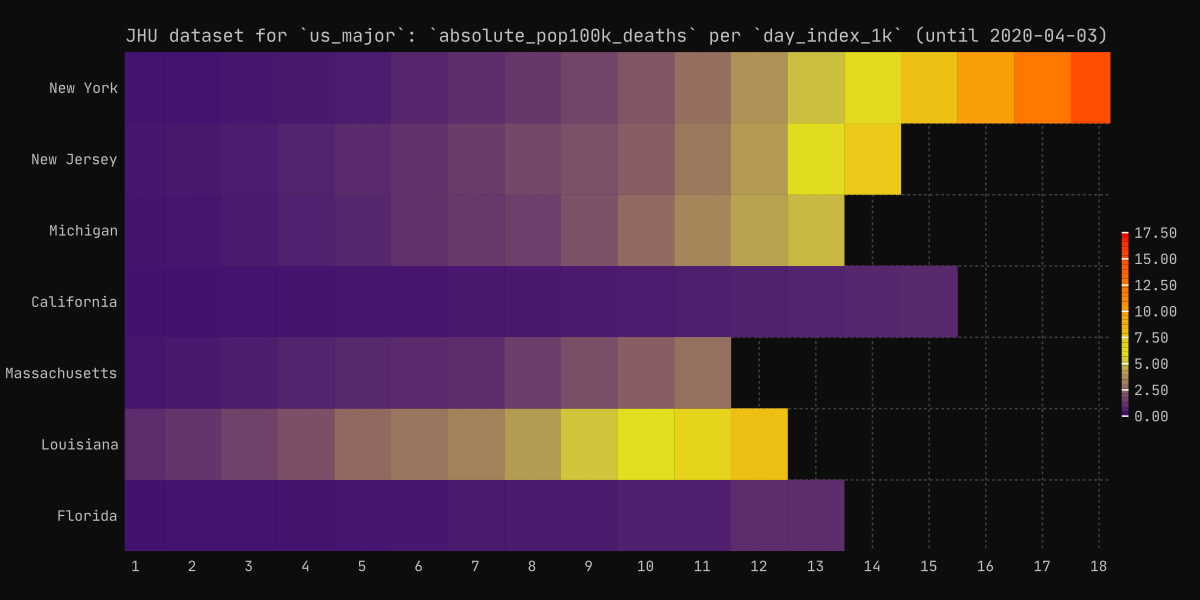 JHU dataset for `us_major`: `absolute_pop100k_deaths` per `day_index_1k` (until 2020-04-03)
New York
New Jersey
Michigan
California
Massachusetts
Louisiana
Florida
17.50
15.00
12.50
10.00
7.50
5.00
2.50
0.00
1 2 3 4 5 6 7 8 9 10 11 12 13 14 15 16 17 18